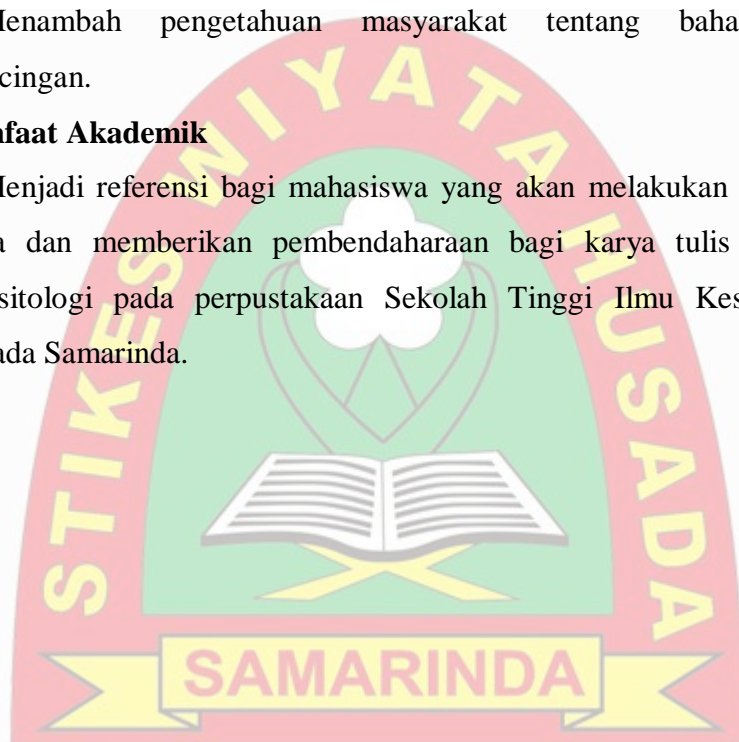 Menambah pengetahuan masyarakat tentang baha
cingan.
nfaat Akademik
Menjadi referensi bagi mahasiswa yang akan melakukan
a dan memberikan pembendaharaan bagi karya tulis
sitologi pada perpustakaan Sekolah Tinggi Ilmu Kes
ada Samarinda.
STIKES WIYATA HUSADA
SAMARINDA